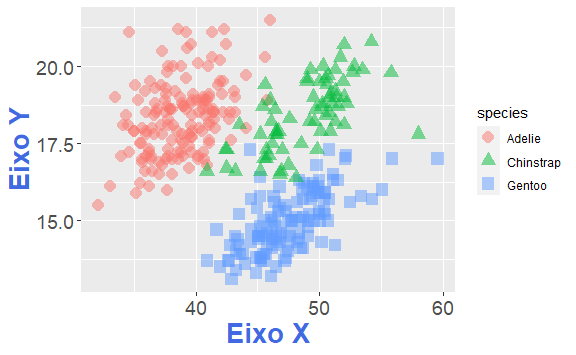 20.0
17.5
15.0
Eixo Y
40
50
60
Eixo X
species
Adelie
Chinstrap
Gentoo